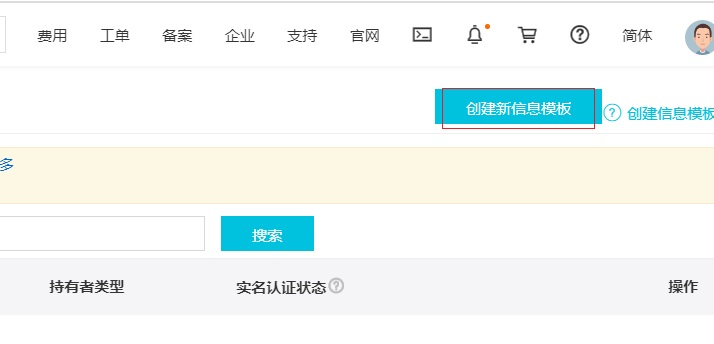 费用 工单 备案 企业 支持 官网 简体
创建新信息模板 创建信息模板
多
搜索
持有者类型 实名认证状态 操作